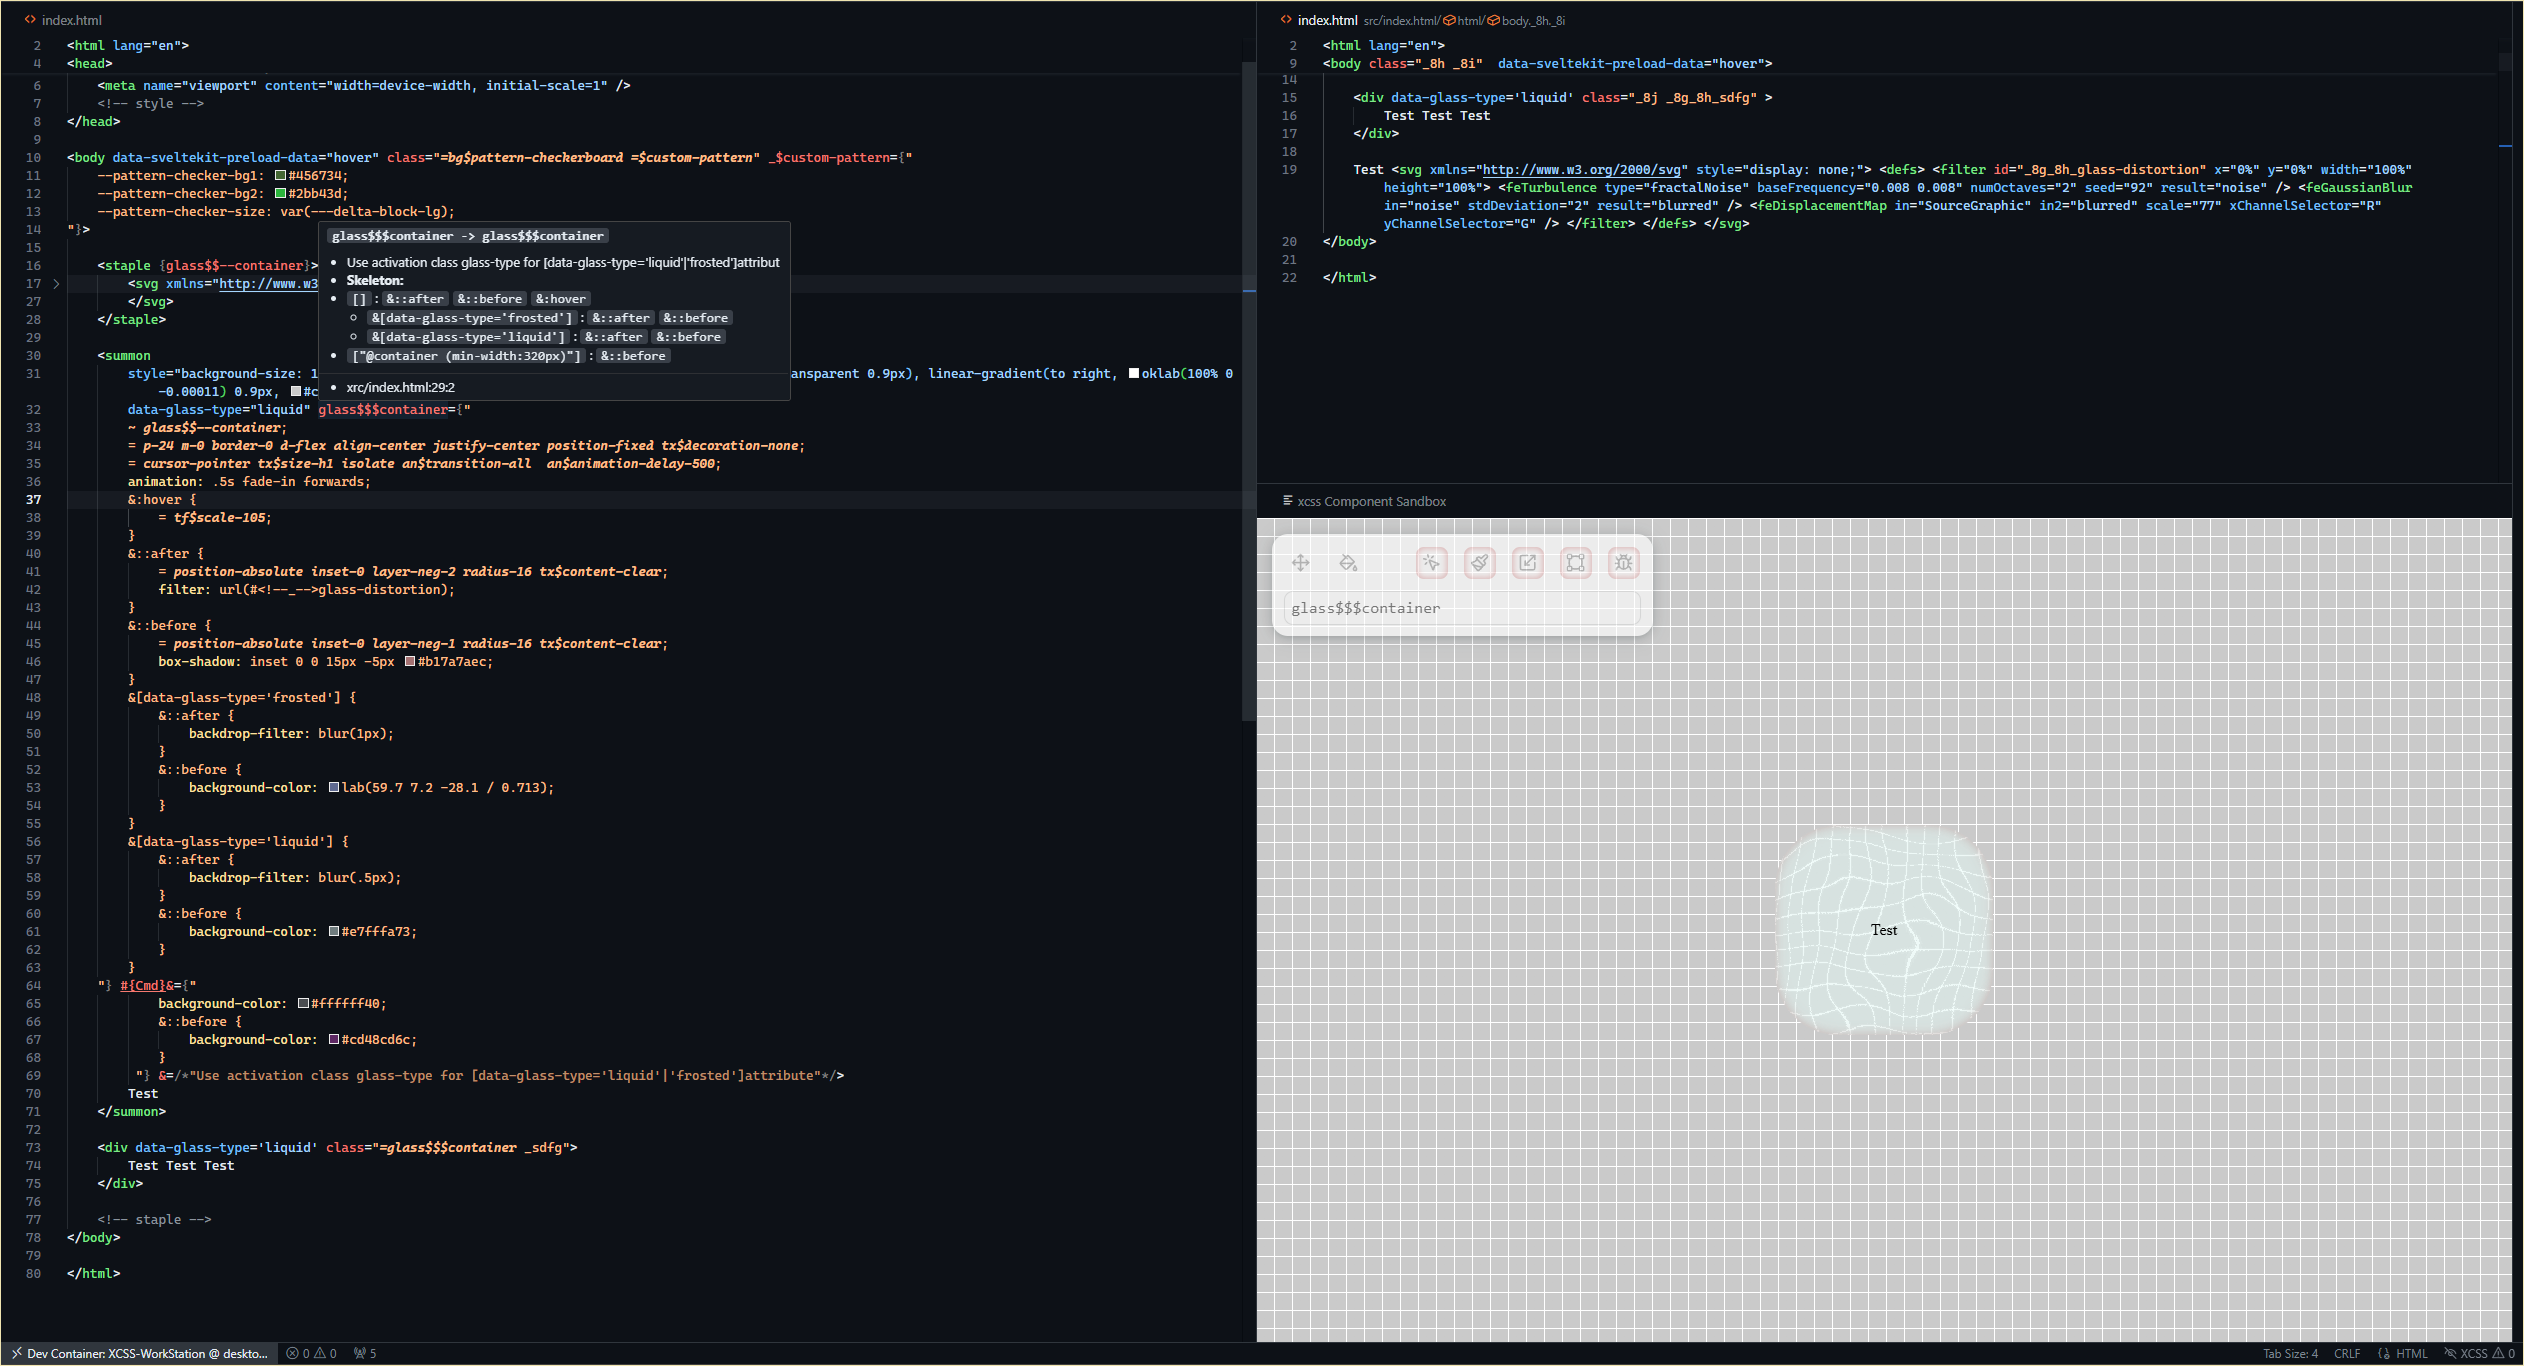 index.html
2 <html lang="en">
4 <head>
6 <meta name="viewport" content="width=device-width, initial-scale=1" />
7 <!-- style -->
8 </head>
9
10 <body data-sveltekit-preload-data="hover" class="=bg$pattern-checkerboard =$custom-pattern" _$custom-pattern={"
11 --pattern-checker-bg1: #456734;
12 --pattern-checker-bg2: #2bb43d;
13 --pattern-checker-size: var(---delta-block-lg);
14 "}>
15
16 <staple {glass$$--container}>
17 <svg xmlns="http://www.w3
27 </svg>
28 </staple>
29
30 <summon
31 style="background-size: 1
ansparent 0.9px), linear-gradient(to right, oklab(100% 0
-0.00011) 0.9px, #c
32 data-glass-type="liquid" glass$$$container={"
33 ~ glass$$--container;
34 = p-24 m-0 border-0 d-flex align-center justify-center position-fixed tx$decoration-none;
35 = cursor-pointer tx$size-h1 isolate an$transition-all an$animation-delay-500;
36 animation: .5s fade-in forwards;
37 &:hover {
38 = tf$scale-105;
39 }
40 &::after {
41 = position-absolute inset-0 layer-neg-2 radius-16 tx$content-clear;
42 filter: url(#<!--_-->glass-distortion);
43 }
44 &::before {
45 = position-absolute inset-0 layer-neg-1 radius-16 tx$content-clear;
46 box-shadow: inset 0 0 15px -5px #b17a7aec;
47 }
48 &[data-glass-type='frosted'] {
49 &::after {
50 backdrop-filter: blur(1px);
51 }
52 &::before {
53 background-color: lab(59.7 7.2 -28.1 / 0.713);
54 }
55 }
56 &[data-glass-type='liquid'] {
57 &::after {
58 backdrop-filter: blur(.5px);
59 }
60 &::before {
61 background-color: #e7fffa73;
62 }
63 }
64 "} #{Cmd}&={"
65 background-color: #ffffff40;
66 &::before {
67 background-color: #cd48cd6c;
68 }
69 "} &=/*"Use activation class glass-type for [data-glass-type='liquid'|'frosted']attribute"*/>
70 Test
71 </summon>
72
73 <div data-glass-type='liquid' class="=glass$$$container _sdfg">
74 Test Test Test
75 </div>
76
77 <!-- staple -->
78 </body>
79
80 </html>
glass$$$container -> glass$$$container
Use activation class glass-type for [data-glass-type='liquid'|'frosted']attribut
Skeleton:
[] : &::after &::before &:hover
&[data-glass-type='frosted'] : &::after &::before
&[data-glass-type='liquid'] : &::after &::before
["@container (min-width:320px)"] : &::before
xrc/index.html:29:2
index.html src/index.html/html/body._8h._8i
2 <html lang="en">
9 <body class="_8h _8i" data-sveltekit-preload-data="hover">
14
15 <div data-glass-type='liquid' class="_8j _8g_8h_sdfg" >
16 Test Test Test
17 </div>
18
19 Test <svg xmlns="http://www.w3.org/2000/svg" style="display: none;"> <defs> <filter id="_8g_8h_glass-distortion" x="0%" y="0%" width="100%"
height="100%"> <feTurbulence type="fractalNoise" baseFrequency="0.008 0.008" numOctaves="2" seed="92" result="noise" /> <feGaussianBlur
in="noise" stdDeviation="2" result="blurred" /> <feDisplacementMap in="SourceGraphic" in2="blurred" scale="77" xChannelSelector="R"
yChannelSelector="G" /> </filter> </defs> </svg>
20 </body>
21
22 </html>
xcss Component Sandbox
glass$$$container
Test
Dev Container: XCSS-WorkStation @ deskto... 0 0 5
Tab Size: 4 CRLF HTML XCSS 0